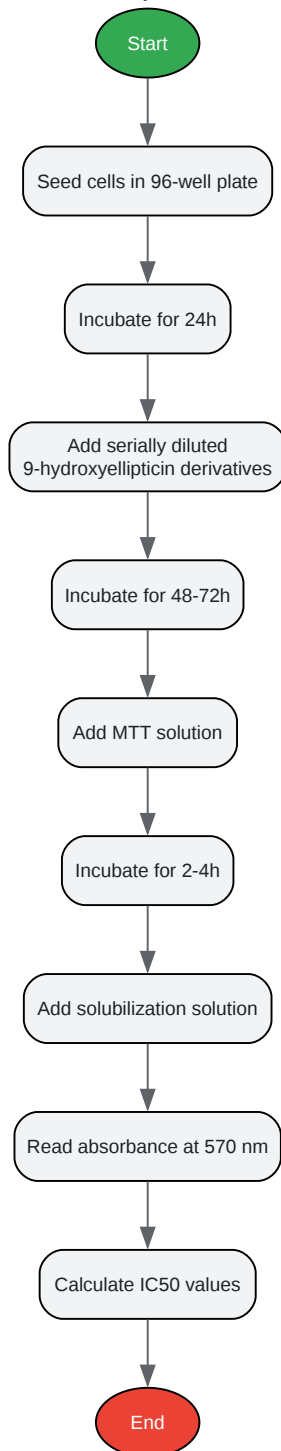 Start
Seed cells in 96-well plate
Incubate for 24h
Add serially diluted
9-hydroxyellipticin derivatives
Incubate for 48-72h
Add MTT solution
Incubate for 2-4h
Add solubilization solution
Read absorbance at 570 nm
Calculate IC50 values
End